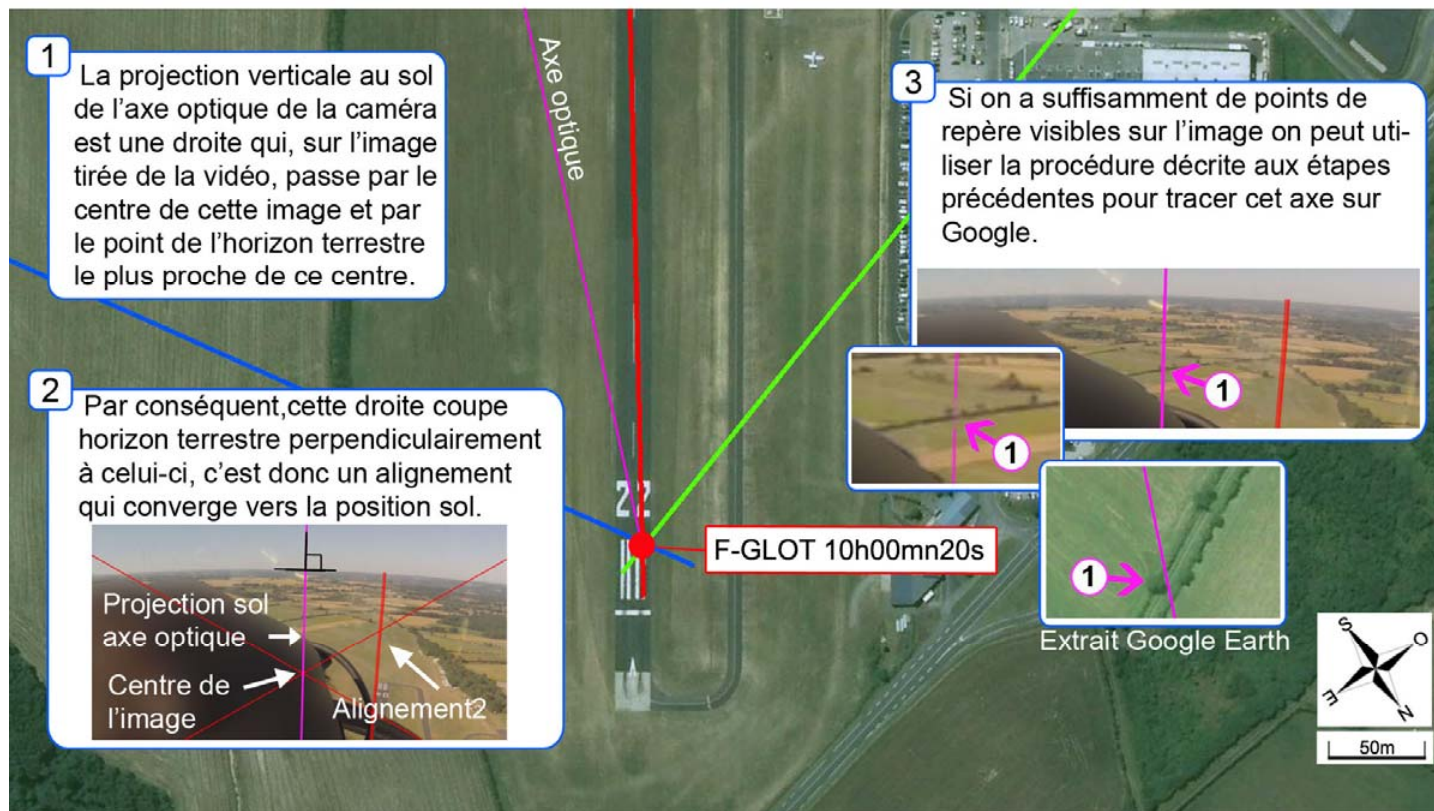 1
La projection verticale au sol
de l'axe optique de la caméra
est une droite qui, sur l'image
tirée de la vidéo, passe par le
centre de cette image et par
le point de l'horizon terrestre
le plus proche de ce centre.
Axe optique
2
Par conséquent,cette droite coupe
horizon terrestre perpendiculairement
à celui-ci, c'est donc un alignement
qui converge vers la position sol.
Projection sol
axe optique
Centre de
l'image
Alignement2
22
F-GLOT 10h00mn20s
3
Si on a suffisamment de points de
repère visibles sur l'image on peut uti-
liser la procédure décrite aux étapes
précédentes pour tracer cet axe sur
Google.
1
1
1
Extrait Google Earth
S
O
E
N
50m